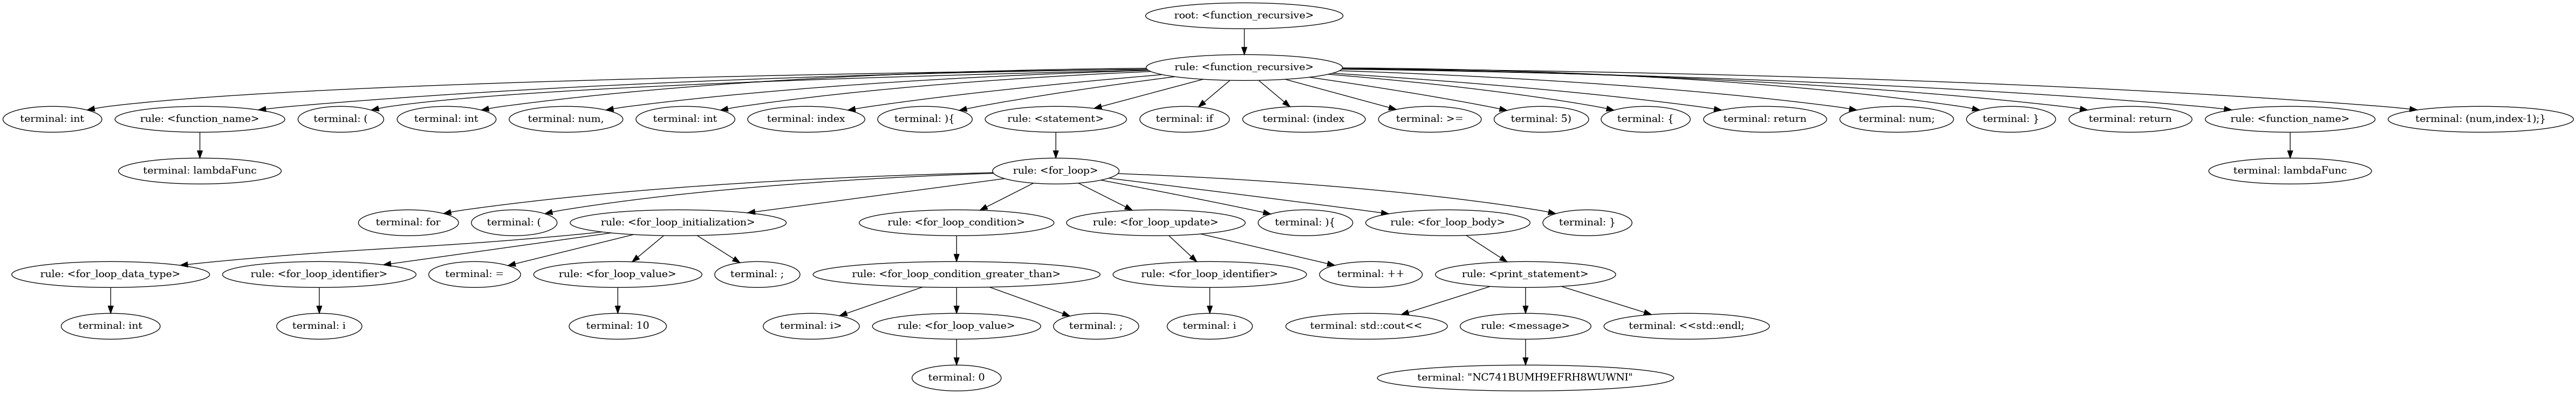 root: <function_recursive>
rule: <function_recursive>
terminal: int
rule: <function_name>
terminal: (
terminal: int
terminal: num,
terminal: int
terminal: index
terminal: ){
rule: <statement>
terminal: if
terminal: (index
terminal: >=
terminal: 5)
terminal: {
terminal: return
terminal: num;
terminal: }
terminal: return
rule: <function_name>
terminal: (num,index-1);}
terminal: lambdaFunc
rule: <for_loop>
terminal: lambdaFunc
terminal: for
terminal: (
rule: <for_loop_initialization>
rule: <for_loop_condition>
rule: <for_loop_update>
terminal: ){
rule: <for_loop_body>
terminal: }
rule: <for_loop_data_type>
rule: <for_loop_identifier>
terminal: =
rule: <for_loop_value>
terminal: ;
rule: <for_loop_condition_greater_than>
rule: <for_loop_identifier>
terminal: ++
rule: <print_statement>
terminal: int
terminal: i
terminal: 10
terminal: i>
rule: <for_loop_value>
terminal: ;
terminal: i
terminal: std::cout<<
rule: <message>
terminal: <<std::endl;
terminal: 0
terminal: "NC741BUMH9EFRH8WUWNI"